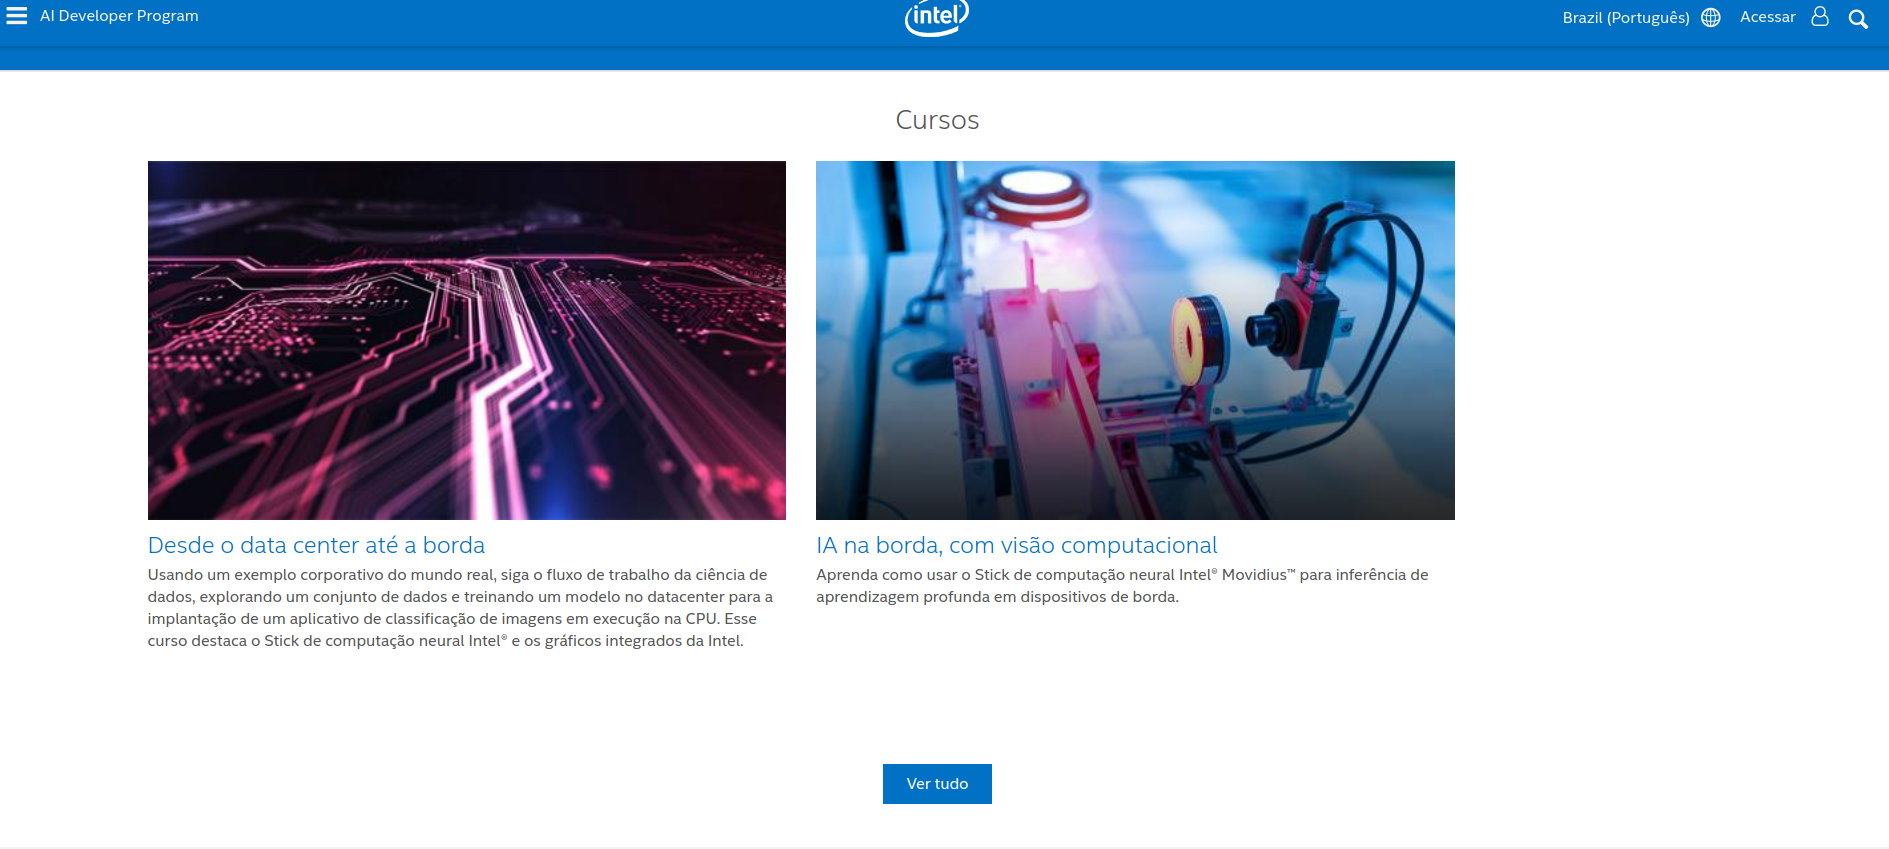 AI Developer Program
intel
Brazil (Português)
Acessar
Cursos
Desde o data center até a borda
Usando um exemplo corporativo do mundo real, siga o fluxo de trabalho da ciência de
dados, explorando um conjunto de dados e treinando um modelo no datacenter para a
implantação de um aplicativo de classificação de imagens em execução na CPU. Esse
curso destaca o Stick de computação neural Intel® e os gráficos integrados da Intel.
IA na borda, com visão computacional
Aprenda como usar o Stick de computação neural Intel® Movidius™ para inferência de
aprendizagem profunda em dispositivos de borda.
Ver tudo